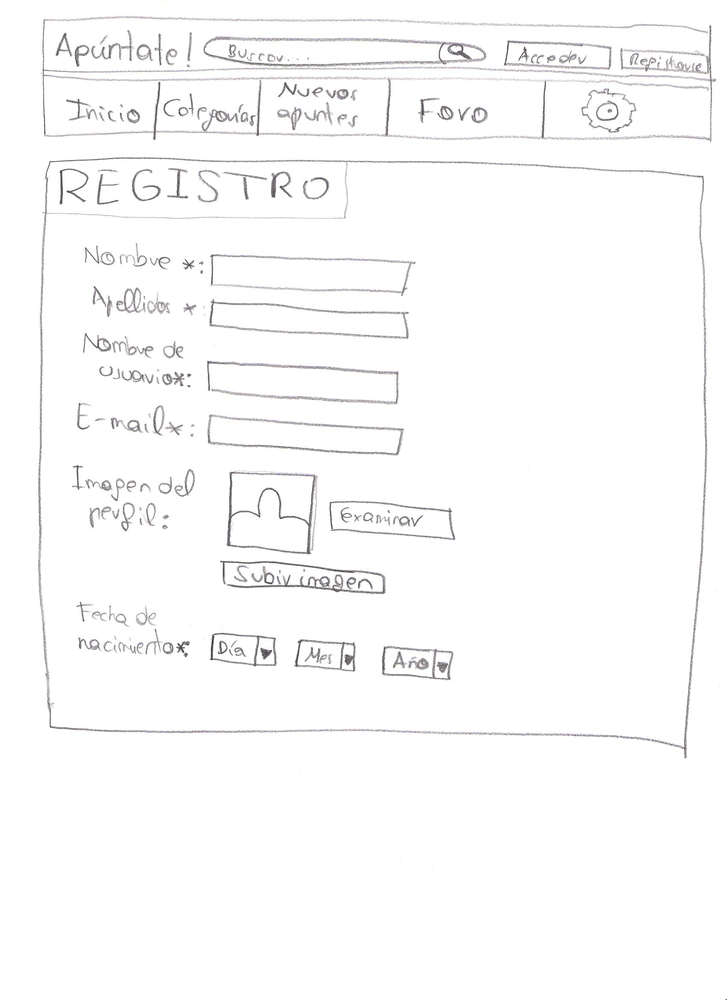 Apúntate! Buscar.... Acceder Registrarse
Inicio Categorías Nuevos apuntes Foro
REGISTRO
Nombre *:
Apellidos *:
Nombre de
usuario*:
E-mail*:
Imagen del
perfil:
Examinar
Subir imagen
Fecha de
nacimiento*: Día Mes Año